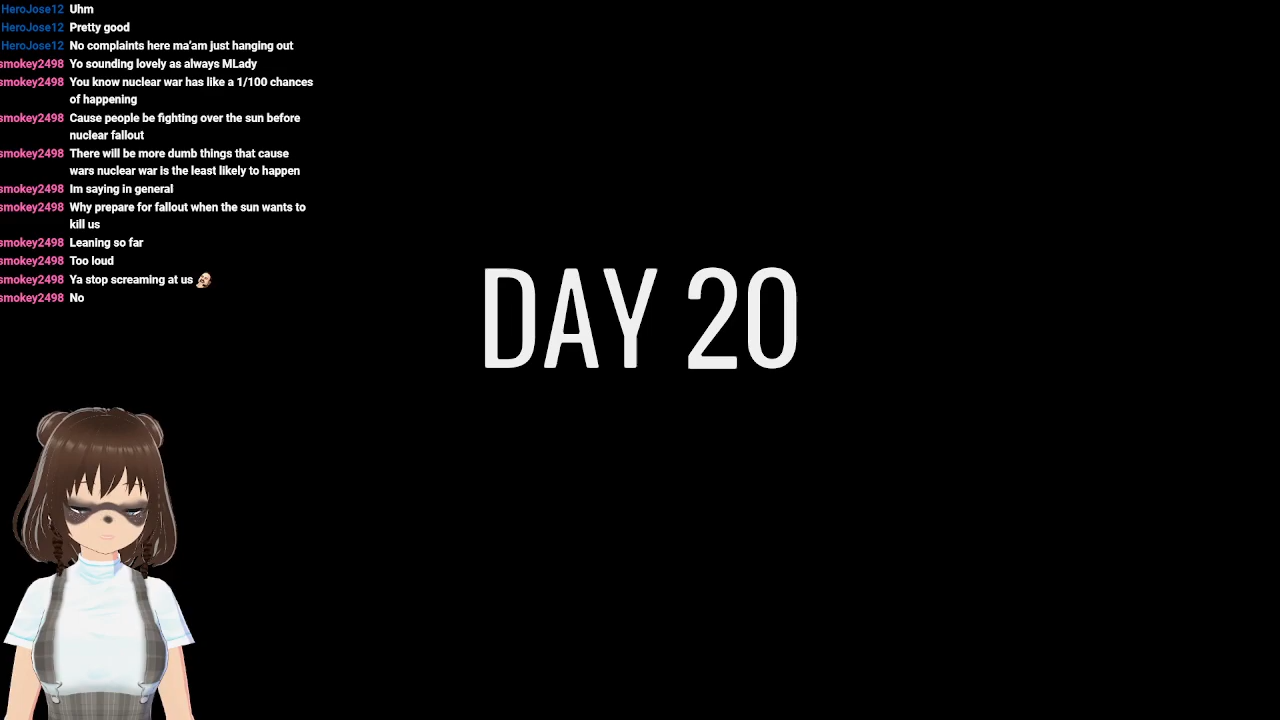 HeroJose12 Uhm
HeroJose12 Pretty good
HeroJose12 No complaints here ma'am just hanging out
smokey2498 Yo sounding lovely as always MLady
smokey2498 You know nuclear war has like a 1/100 chances
of happening
smokey2498 Cause people be fighting over the sun before
nuclear fallout
smokey2498 There will be more dumb things that cause
wars nuclear war is the least likely to happen
smokey2498 Im saying in general
smokey2498 Why prepare for fallout when the sun wants to
kill us
smokey2498 Leaning so far
smokey2498 Too loud
smokey2498 Ya stop screaming at us
smokey2498 No
DAY 20